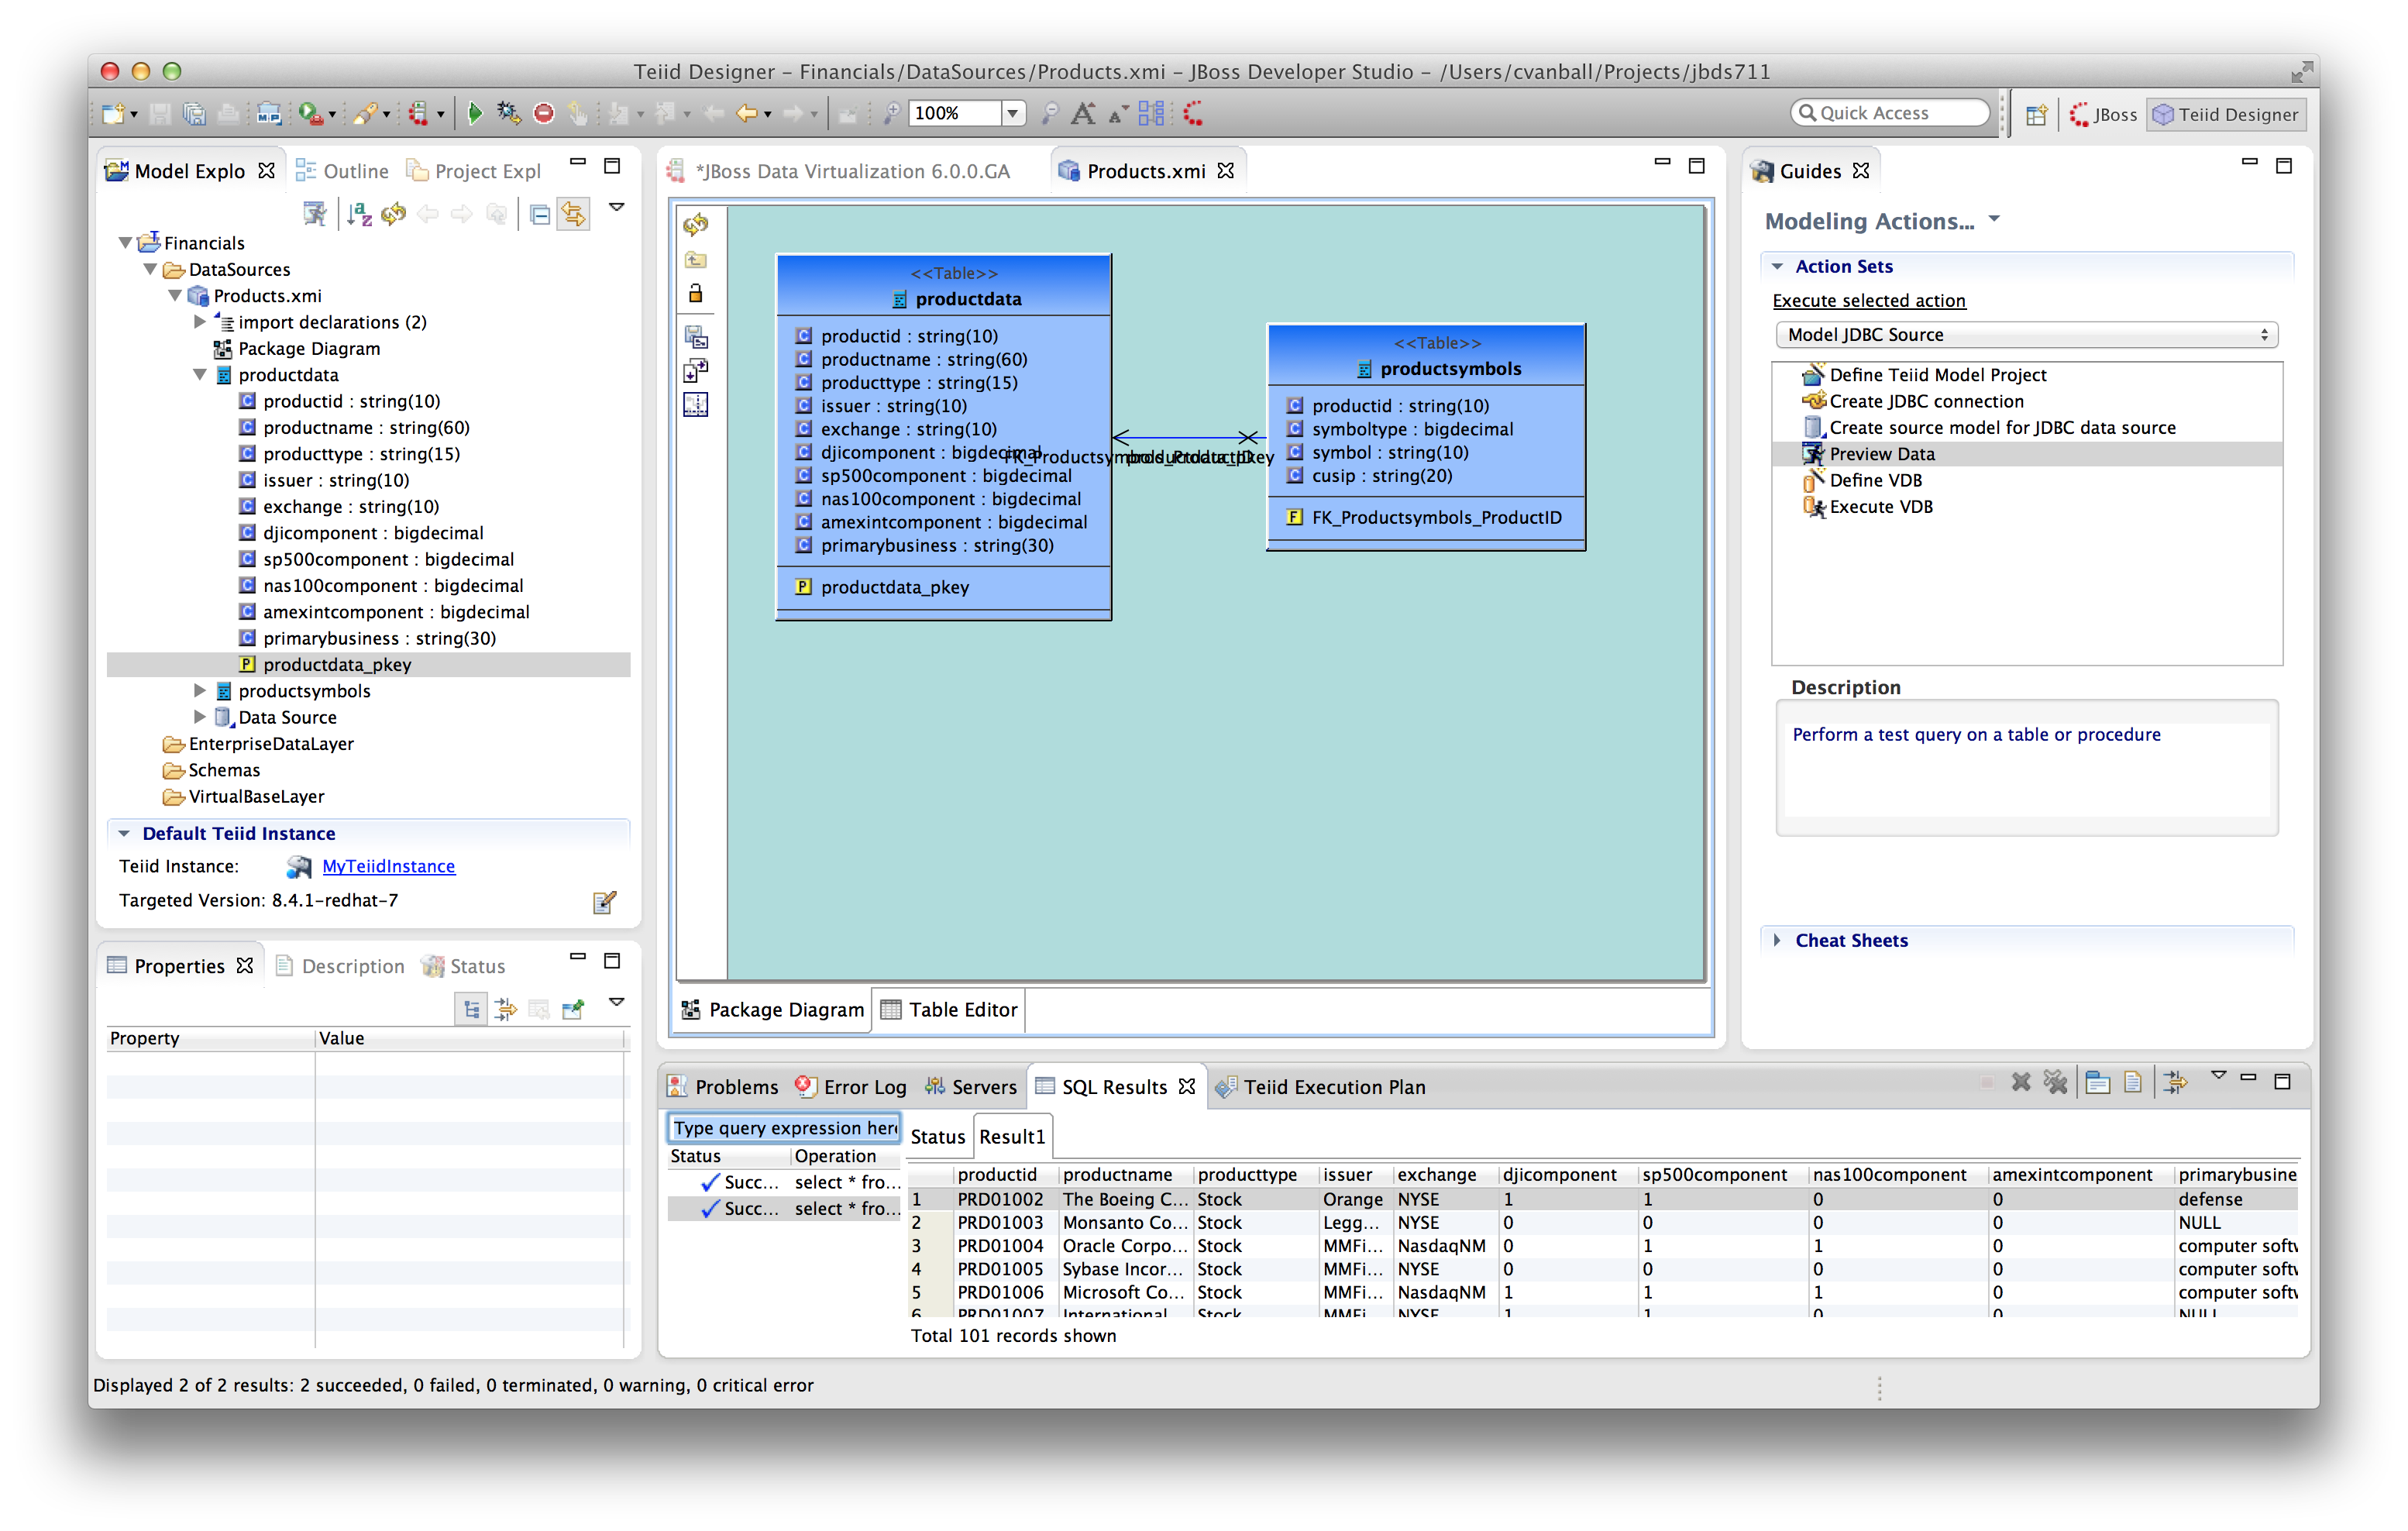 Teiid Designer – Financials/DataSources/Products.xmi – JBoss Developer Studio – /Users/cvanball/Projects/jbds711
100%
Quick Access
JBoss
Teiid Designer
Model Explo
Outline
Project Expl
Financials
DataSources
Products.xmi
import declarations (2)
Package Diagram
productdata
productid : string(10)
productname : string(60)
producttype : string(15)
issuer : string(10)
exchange : string(10)
djicomponent : bigdecimal
sp500component : bigdecimal
nas100component : bigdecimal
amexintcomponent : bigdecimal
primarybusiness : string(30)
productdata_pkey
productsymbols
Data Source
EnterpriseDataLayer
Schemas
VirtualBaseLayer
Default Teiid Instance
Teiid Instance: MyTeiidInstance
Targeted Version: 8.4.1-redhat-7
Properties
Description
Status
Property Value
*JBoss Data Virtualization 6.0.0.GA
Products.xmi
<<Table>>
productdata
productid : string(10)
productname : string(60)
producttype : string(15)
issuer : string(10)
exchange : string(10)
djicomponent : bigdecimal
sp500component : bigdecimal
nas100component : bigdecimal
amexintcomponent : bigdecimal
primarybusiness : string(30)
productdata_pkey
<<Table>>
productsymbols
productid : string(10)
symboltype : bigdecimal
symbol : string(10)
cusip : string(20)
FK_Productsymbols_ProductID
Package Diagram
Table Editor
Guides
Modeling Actions...
Action Sets
Execute selected action
Model JDBC Source
Define Teiid Model Project
Create JDBC connection
Create source model for JDBC data source
Preview Data
Define VDB
Execute VDB
Description
Perform a test query on a table or procedure
Cheat Sheets
Problems
Error Log
Servers
SQL Results
Teiid Execution Plan
Type query expression here
Status Operation
Succ... select * fro...
Succ... select * fro...
Status Result1
productid productname producttype issuer exchange djicomponent sp500component nas100component amexintcomponent primarybusine
1 PRD01002 The Boeing C... Stock Orange NYSE 1 1 0 0 defense
2 PRD01003 Monsanto Co... Stock Legg... NYSE 0 0 0 0 NULL
3 PRD01004 Oracle Corpo... Stock MMFi... NasdaqNM 0 1 1 0 computer softw
4 PRD01005 Sybase Incor... Stock MMFi... NYSE 0 0 0 0 computer softw
5 PRD01006 Microsoft Co... Stock MMFi... NasdaqNM 1 1 1 0 computer softw
6 PRD01007 International Stock MMFi NYSE 1 1 0 0 NULL
Total 101 records shown
Displayed 2 of 2 results: 2 succeeded, 0 failed, 0 terminated, 0 warning, 0 critical error